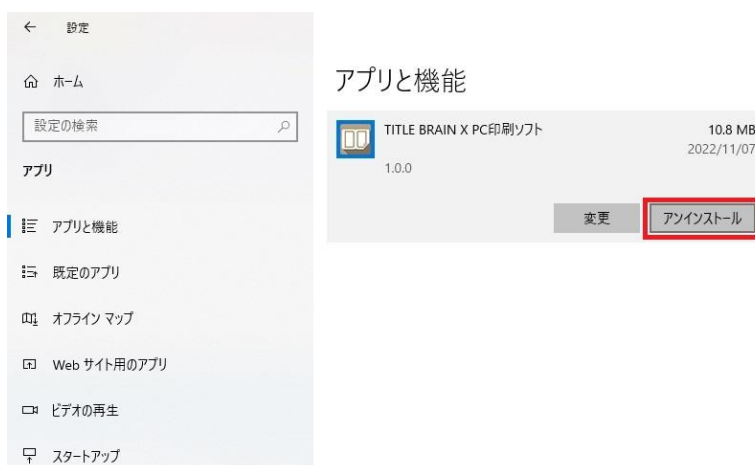 設定
ホーム
設定の検索
アプリ
アプリと機能
既定のアプリ
オフライン マップ
Web サイト用のアプリ
ビデオの再生
スタートアップ
アプリと機能
TITLE BRAIN X PC印刷ソフト
10.8 MB
2022/11/07
1.0.0
変更
アンインストール